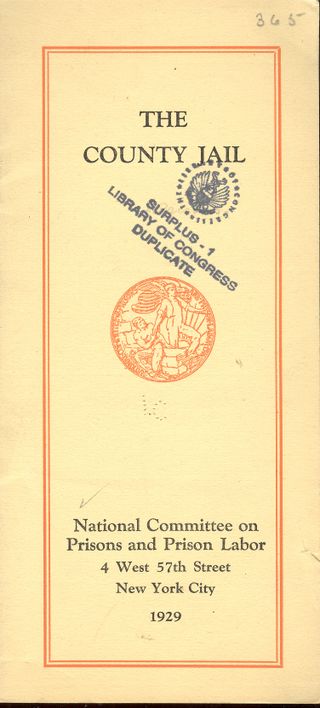 365
THE
COUNTY JAIL
SURPLUS - 1
LIBRARY OF CONGRESS
DUPLICATE
National Committee on
Prisons and Prison Labor
4 West 57th Street
New York City
1929